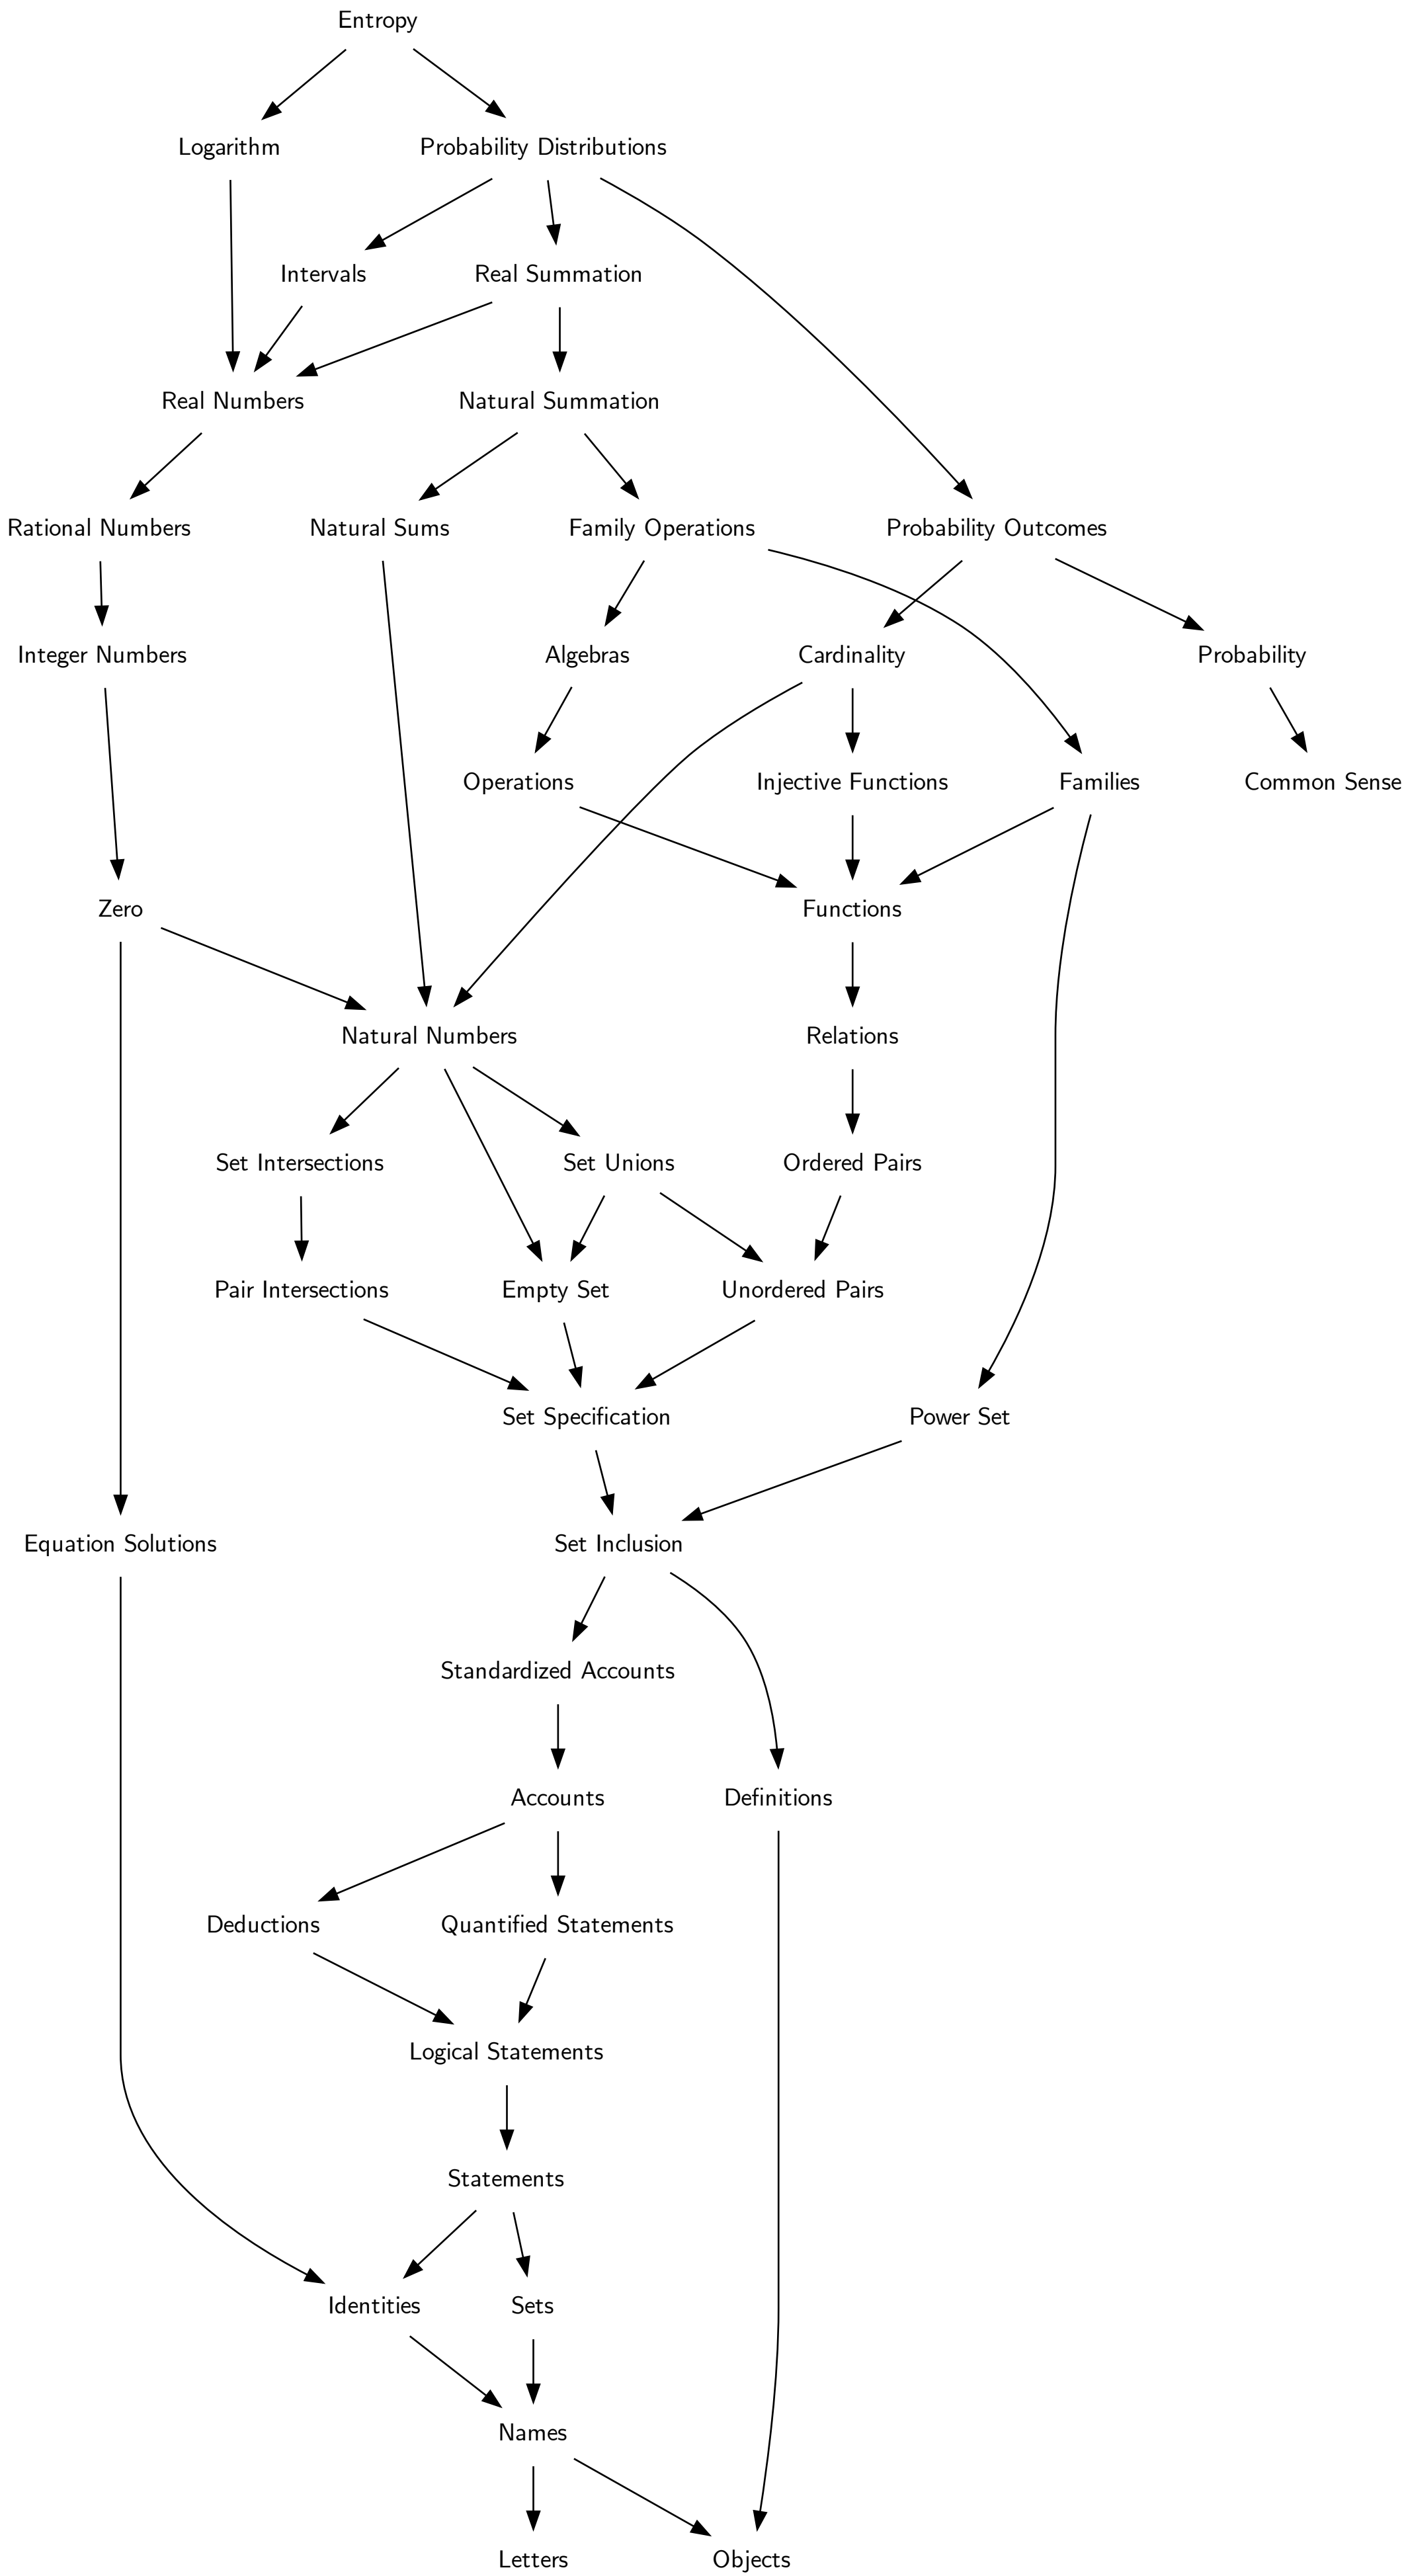 Entropy
Logarithm
Probability Distributions
Intervals
Real Summation
Real Numbers
Natural Summation
Rational Numbers
Natural Sums
Family Operations
Probability Outcomes
Integer Numbers
Algebras
Cardinality
Probability
Operations
Injective Functions
Families
Common Sense
Zero
Functions
Natural Numbers
Relations
Set Intersections
Set Unions
Ordered Pairs
Pair Intersections
Empty Set
Unordered Pairs
Set Specification
Power Set
Equation Solutions
Set Inclusion
Standardized Accounts
Accounts
Definitions
Deductions
Quantified Statements
Logical Statements
Statements
Identities
Sets
Names
Letters
Objects